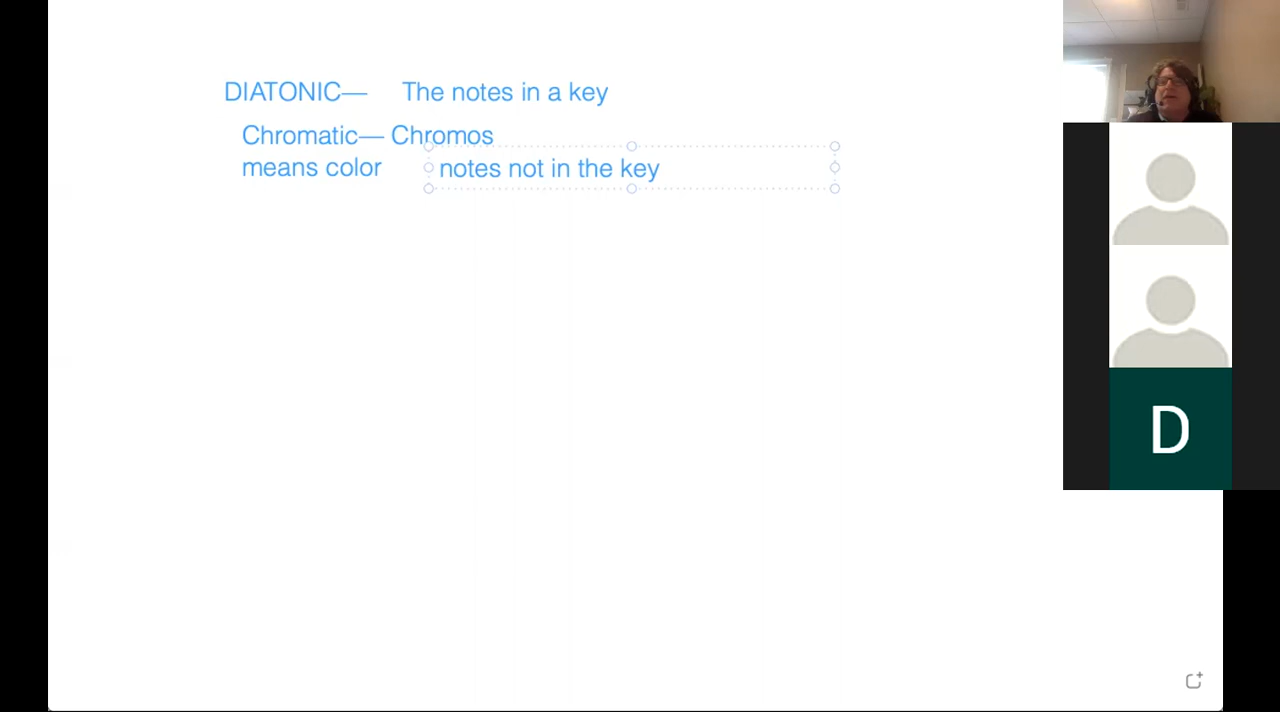 DIATONIC— The notes in a key
Chromatic— Chromos
means color notes not in the key
D